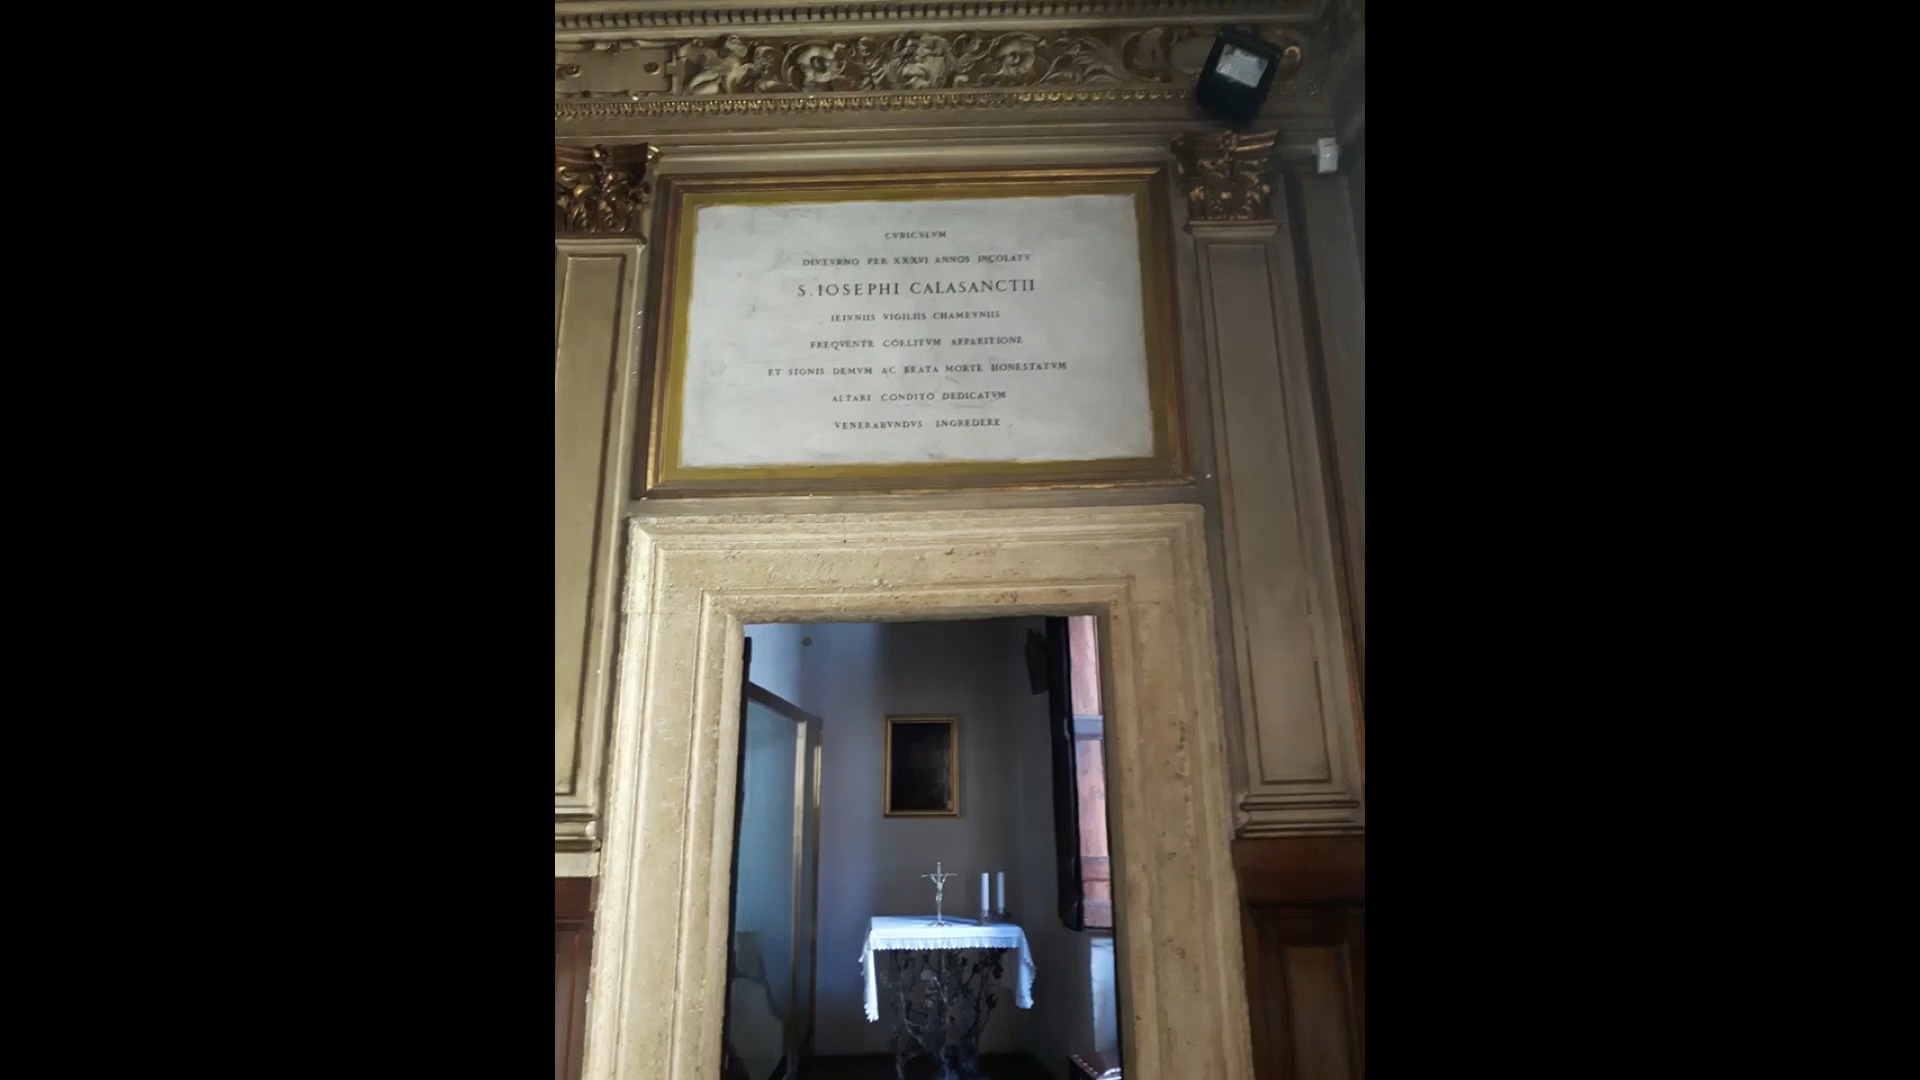 CVBICVLVM
DIVTVRNO PER XXXVI ANNOS INCOLATV
S. IOSEPHI CALASANCTII
IEIVNIIS VIGILIIS CHAMEVNIIS
FREQVENTE COELITVM APPARITIONE
ET SIGNIS DEMVM AC BEATA MORTE HONESTATVM
ALTARI CONDITO DEDICATVM
VENERABVNDVS INGREDERE